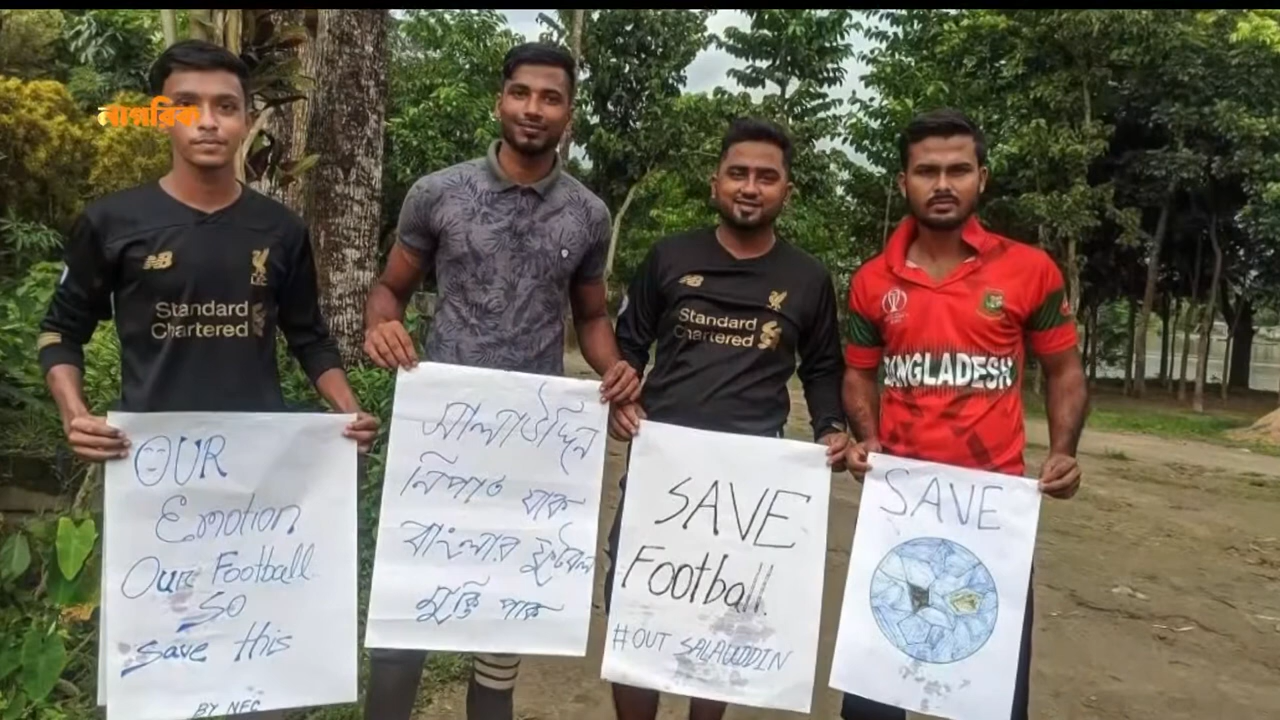 নাগরিক
Standard
Chartered
OUR
Emotion
Our Football
SO
Save this
BY NFC
সালাউদ্দিন
নিপাত যাক
বাংলার ফুটবল
মুক্তি পাক
Standard
Chartered
SAVE
Football.
#OUT SALAUDDIN
BANGLADESH
SAVE